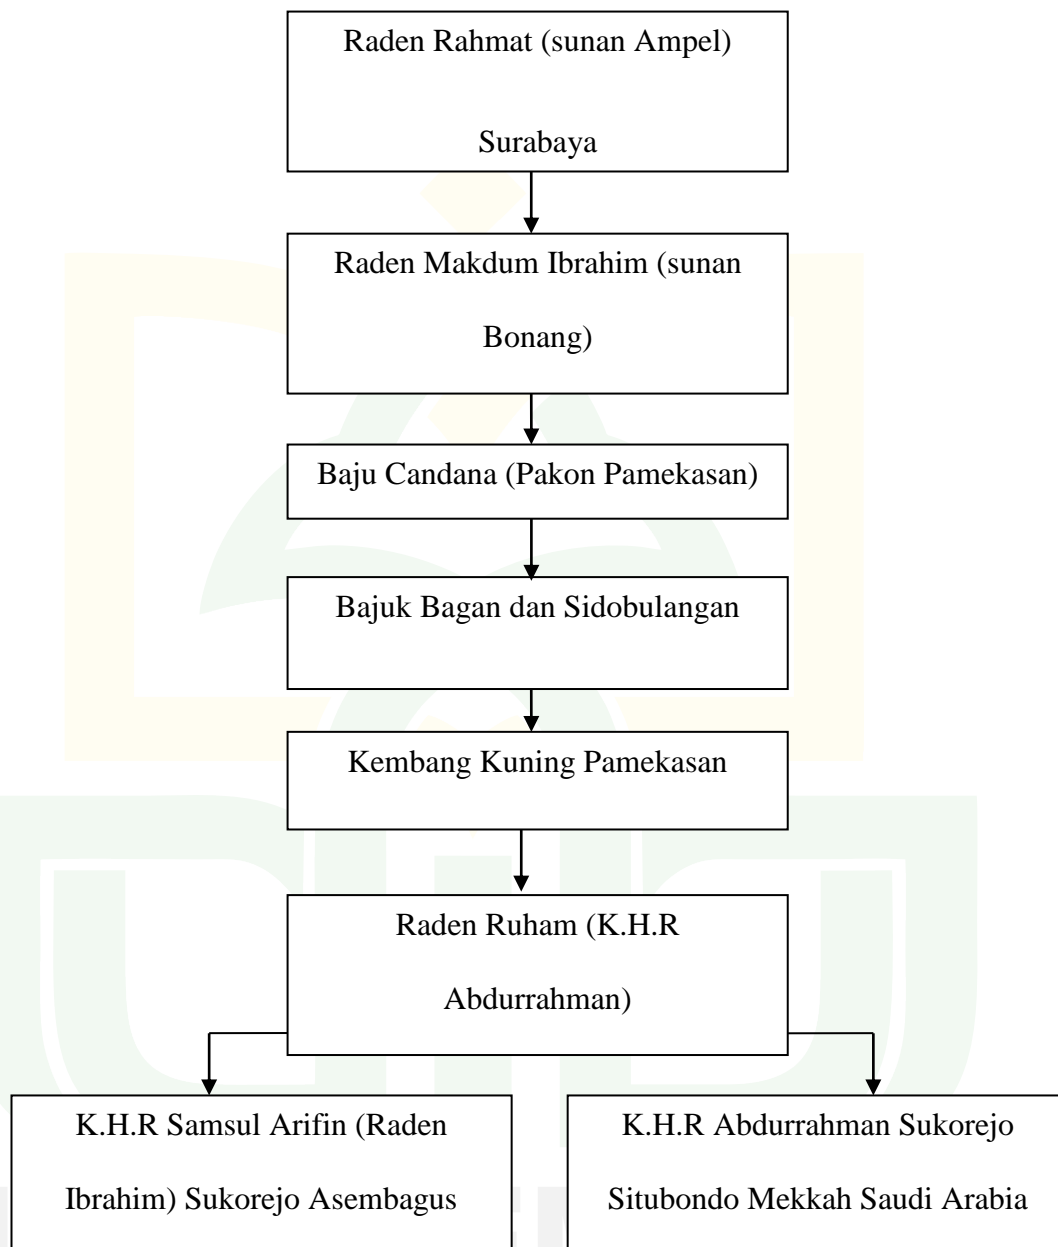 Raden Rahmat (sunan Ampel)
Surabaya
Raden Makdum Ibrahim (sunan
Bonang)
Baju Candana (Pakon Pamekasan)
Bajuk Bagan dan Sidobulangan
Kembang Kuning Pamekasan
Raden Ruham (K.H.R
Abdurrahman)
K.H.R Samsul Arifin (Raden
Ibrahim) Sukorejo Asembagus
K.H.R Abdurrahman Sukorejo
Situbondo Mekkah Saudi Arabia